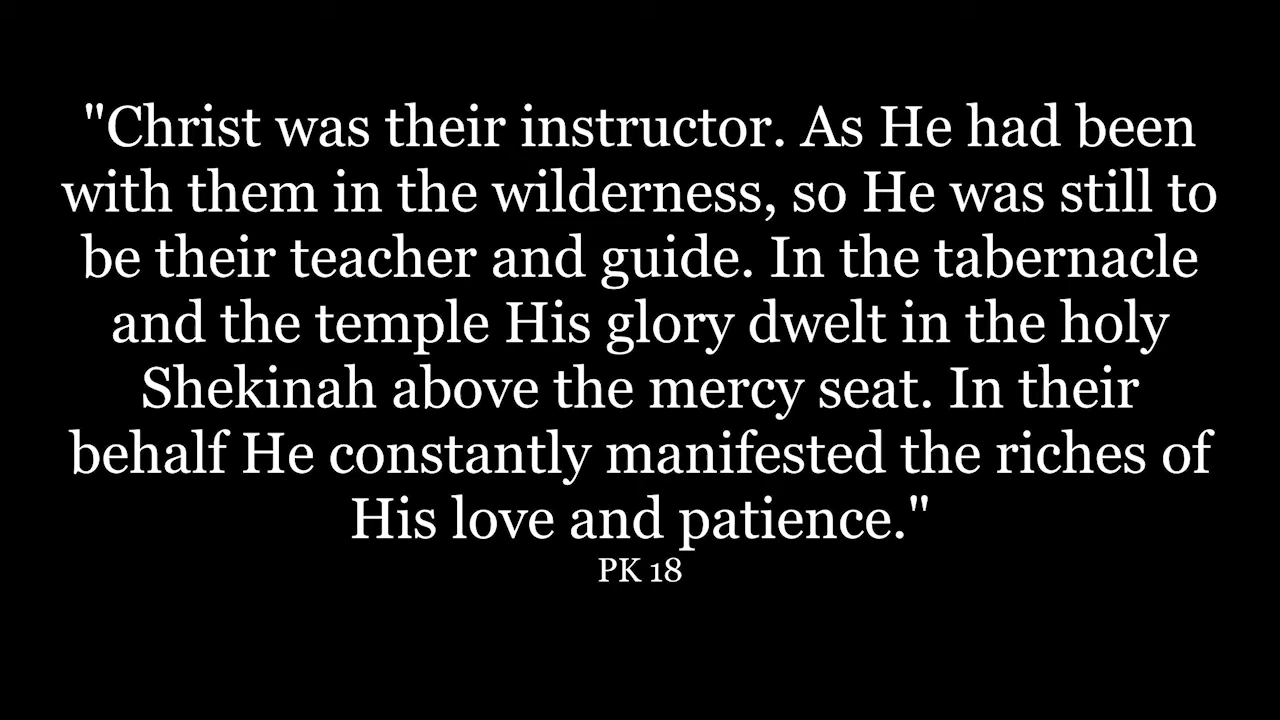 "Christ was their instructor. As He had been
with them in the wilderness, so He was still to
be their teacher and guide. In the tabernacle
and the temple His glory dwelt in the holy
Shekinah above the mercy seat. In their
behalf He constantly manifested the riches of
His love and patience."
PK 18